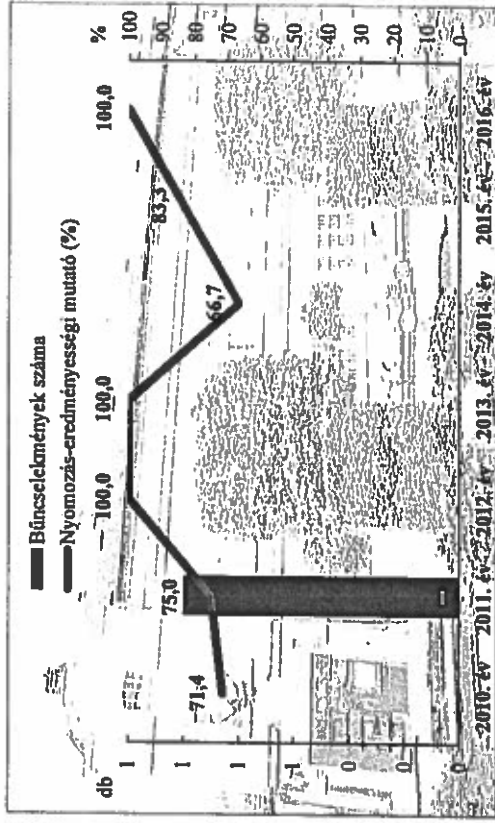 Bűncselekmények száma
Nyomozás-eredményességi mutató (%)
db
%
1
1
1
1
0
0
0
100
90
80
70
60
50
40
30
20
10
0
71,4
75,0
100,0
100,0
66,7
83,3
100,0
1
2010. év
2011. év
2012. év
2013. év
2014. év
2015. év
2016. év